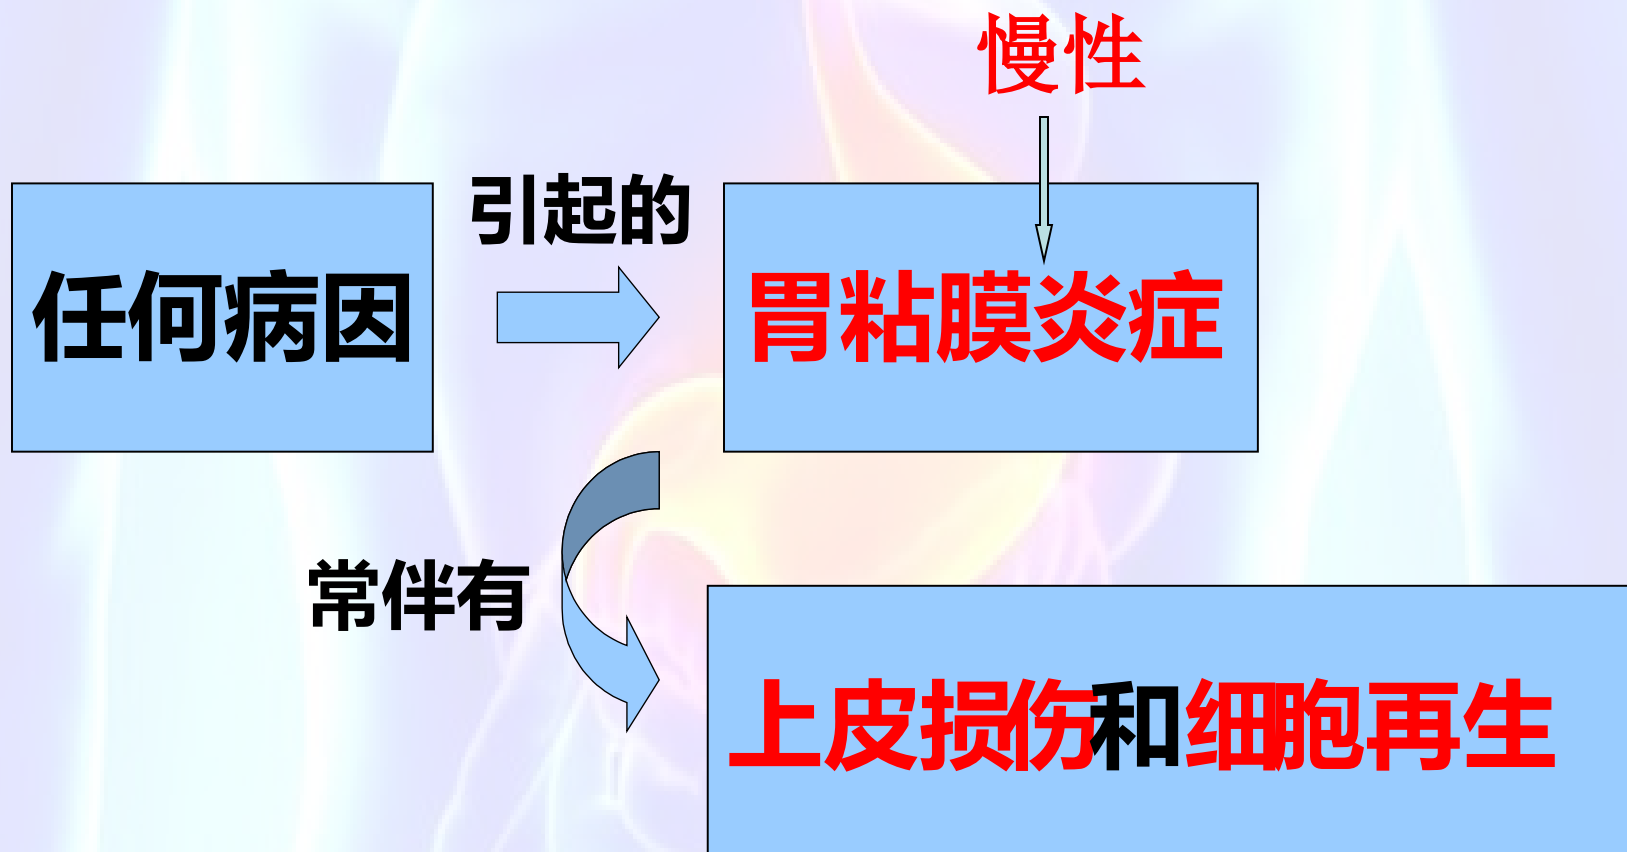 慢性
引起的
任何病因
胃粘膜炎症
常伴有
上皮损伤和细胞再生